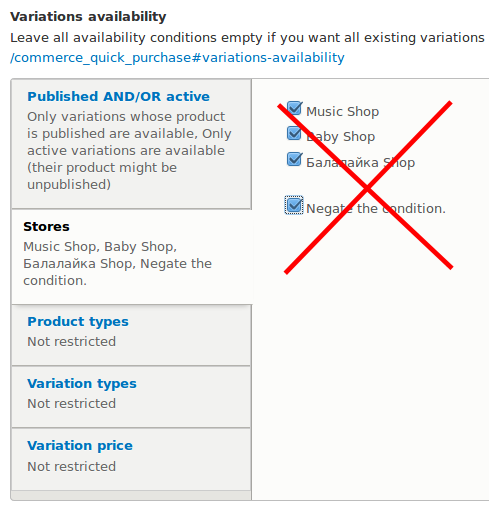 Variations availability
Leave all availability conditions empty if you want all existing variations
/commerce_quick_purchase#variations-availability
Published AND/OR active
Only variations whose product
is published are available, Only
active variations are available
(their product might be
unpublished)
Stores
Music Shop, Baby Shop,
Балалайка Shop, Negate the
condition.
Product types
Not restricted
Variation types
Not restricted
Variation price
Not restricted
Music Shop
Baby Shop
Балалайка Shop
Negate the condition.